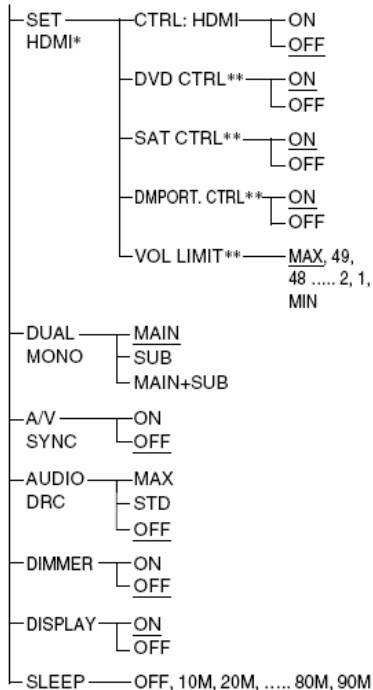 SET HDMI*
CTRL: HDMI
ON
OFF
DVD CTRL**
ON
OFF
SAT CTRL**
ON
OFF
DMPORT. CTRL**
ON
OFF
VOL LIMIT**
MAX, 49,
48 ..... 2, 1,
MIN
DUAL
MONO
MAIN
SUB
MAIN+SUB
A/V
SYNC
ON
OFF
AUDIO
DRC
MAX
STD
OFF
DIMMER
ON
OFF
DISPLAY
ON
OFF
SLEEP
OFF, 10M, 20M, ..... 80M, 90M